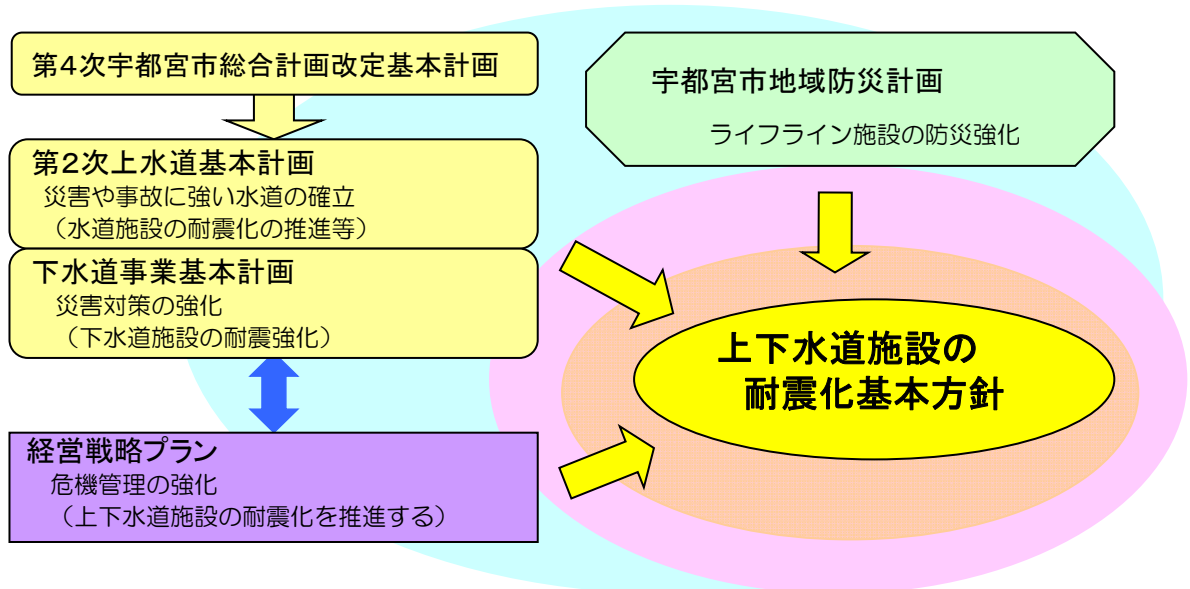 第4次宇都宮市総合計画改定基本計画
第2次上水道基本計画
災害や事故に強い水道の確立
（水道施設の耐震化の推進等）
下水道事業基本計画
災害対策の強化
（下水道施設の耐震強化）
経営戦略プラン
危機管理の強化
（上下水道施設の耐震化を推進する）
宇都宮市地域防災計画
ライフライン施設の防災強化
上下水道施設の
耐震化基本方針